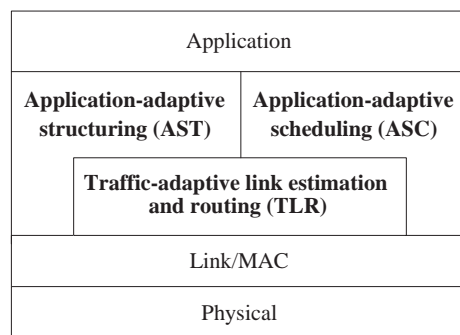 Application
Application-adaptive
structuring (AST)
Application-adaptive
scheduling (ASC)
Traffic-adaptive link estimation
and routing (TLR)
Link/MAC
Physical